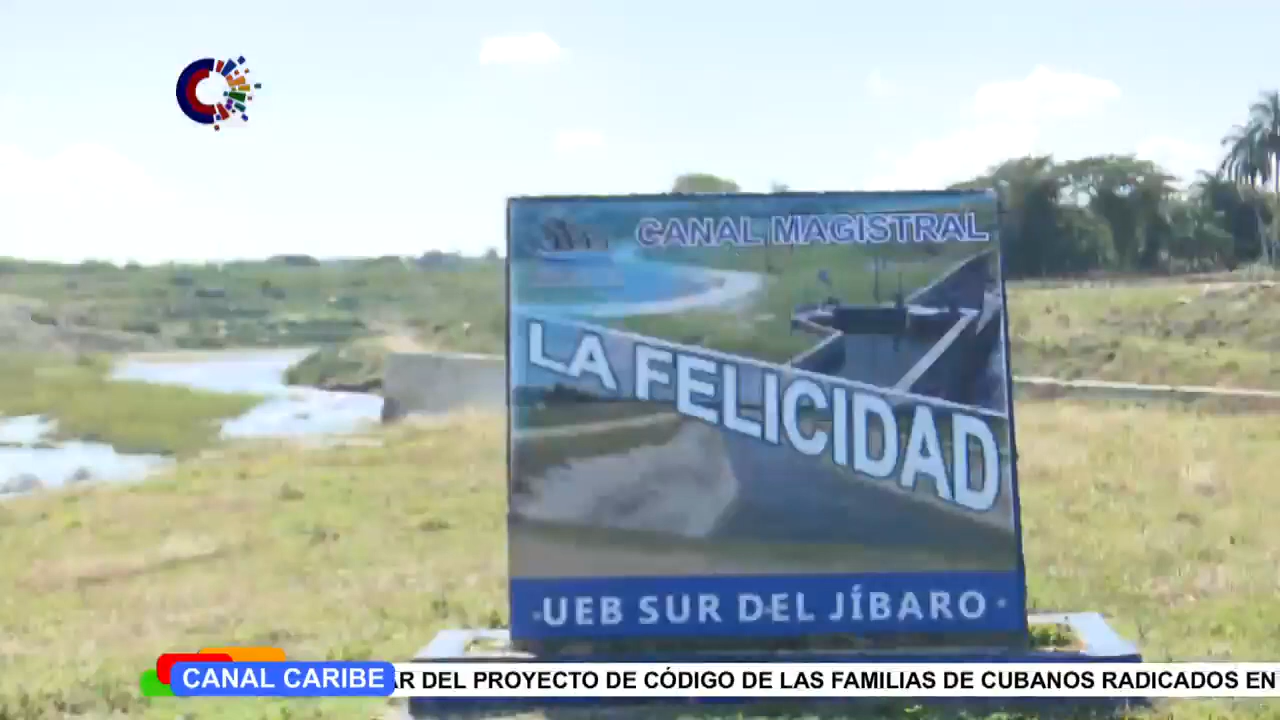 CANAL MAGISTRAL
LA FELICIDAD
UEB SUR DEL JÍBARO
CANAL CARIBE
AR DEL PROYECTO DE CÓDIGO DE LAS FAMILIAS DE CUBANOS RADICADOS EN